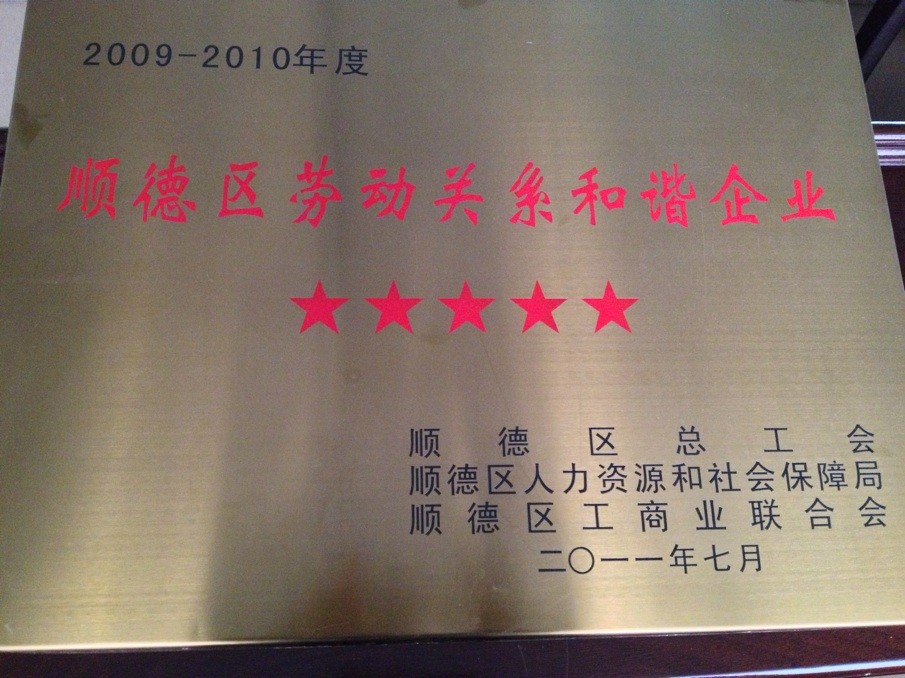 2009-2010年度
顺德区劳动关系和谐企业
★★★★★
顺德区总工会
顺德区人力资源和社会保障局
顺德区工商业联合会
二〇一一年七月